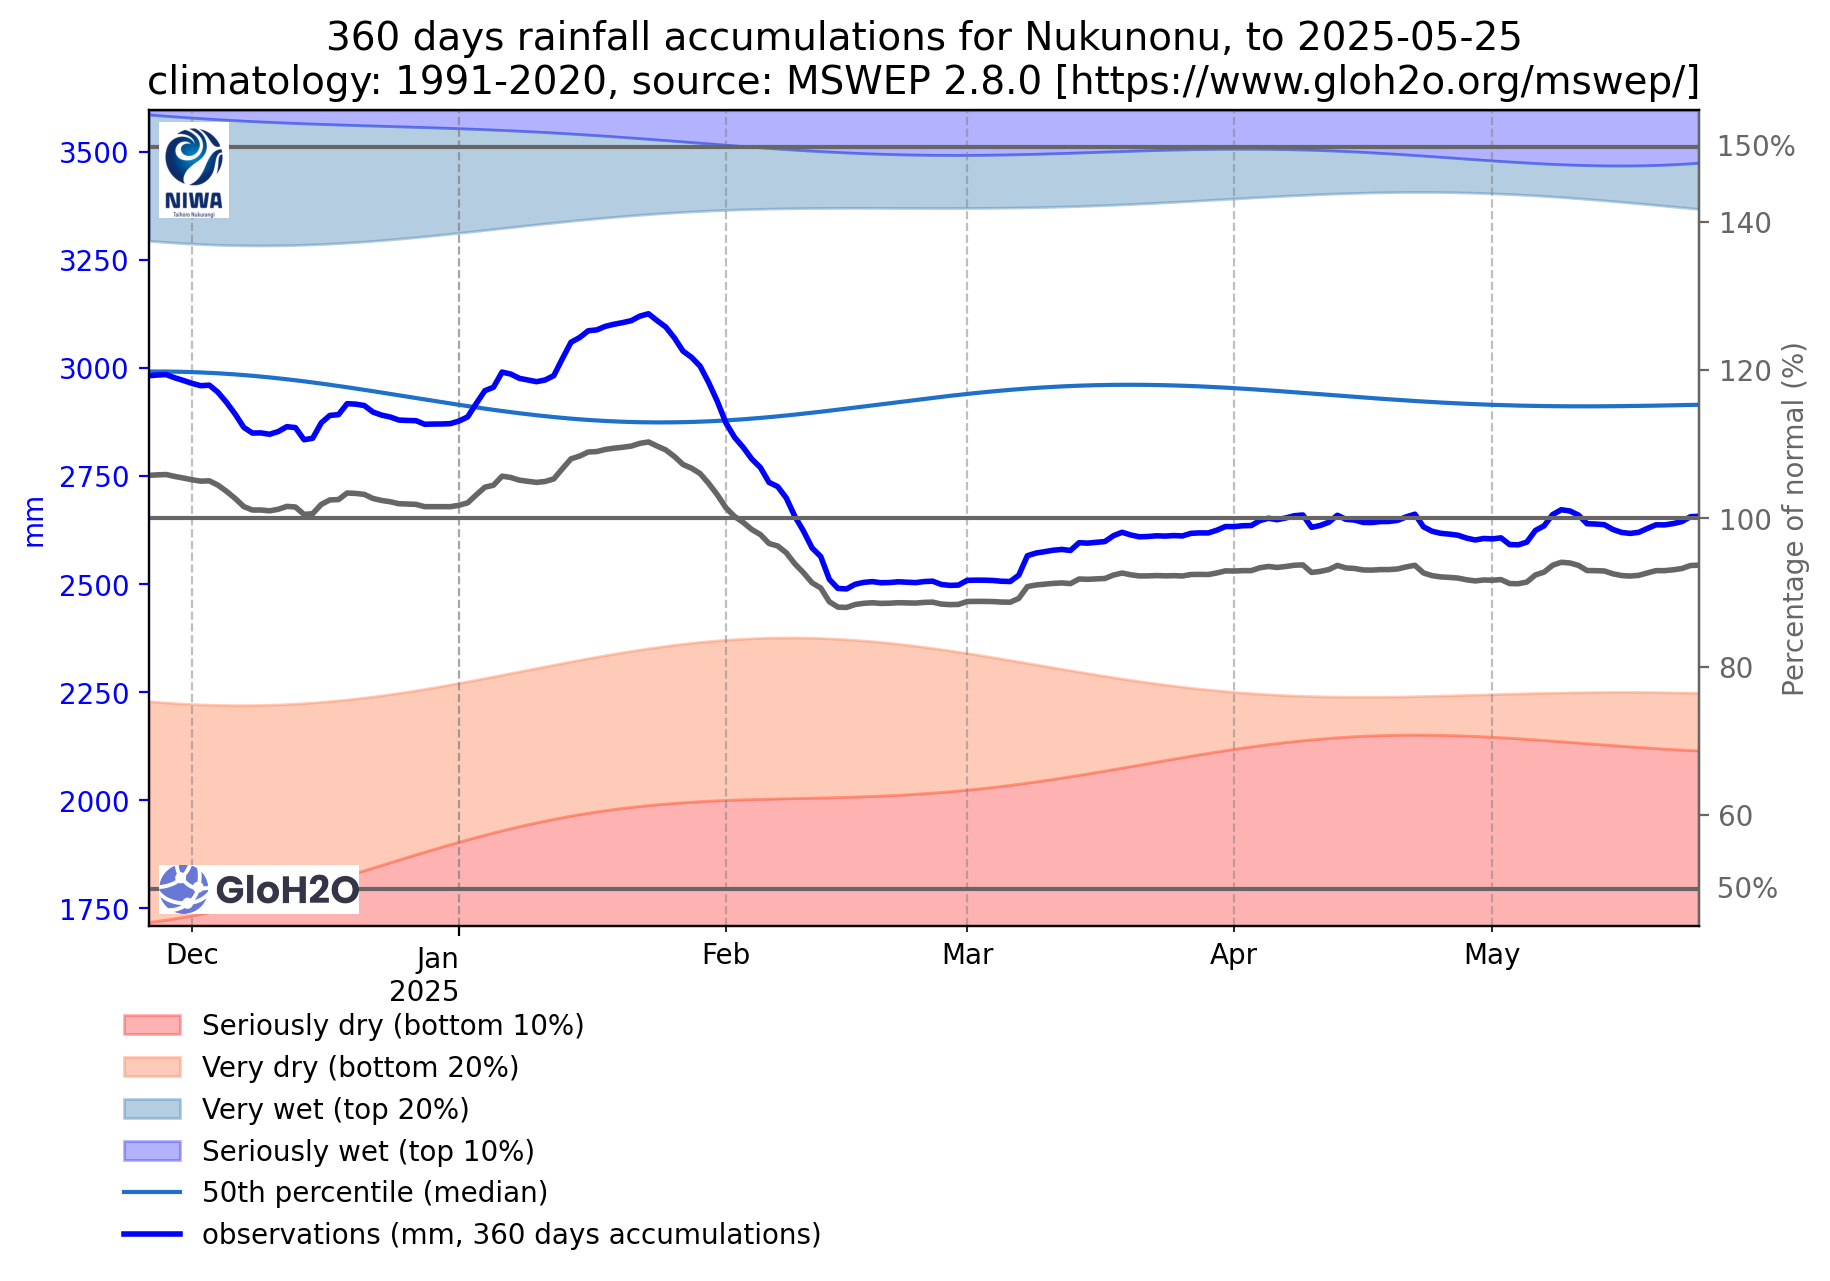 360 days rainfall accumulations for Nukunonu, to 2025-05-25
climatology: 1991-2020, source: MSWEP 2.8.0 [https://www.gloh2o.org/mswep/]
NIWA
Taihoro Nukurangi
3500
3250
3000
2750
2500
2250
2000
1750
mm
150%
140
120
100
80
60
50%
Percentage of normal (%)
GloH2O
Dec
Jan
2025
Feb
Mar
Apr
May
Seriously dry (bottom 10%)
Very dry (bottom 20%)
Very wet (top 20%)
Seriously wet (top 10%)
50th percentile (median)
observations (mm, 360 days accumulations)